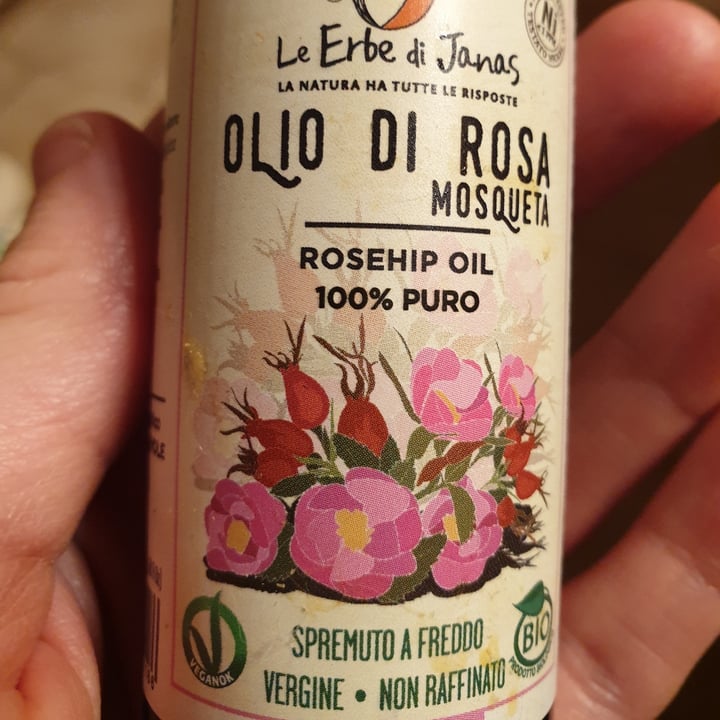 Ni
Le Erbe di Janas
LA NATURA HA TUTTE LE RISPOSTE
OLIO DI ROSA
MOSQUETA
ROSEHIP OIL
100% PURO
VEGANOK
BIO
SPREMUTO A FREDDO
VERGINE • NON RAFFINATO